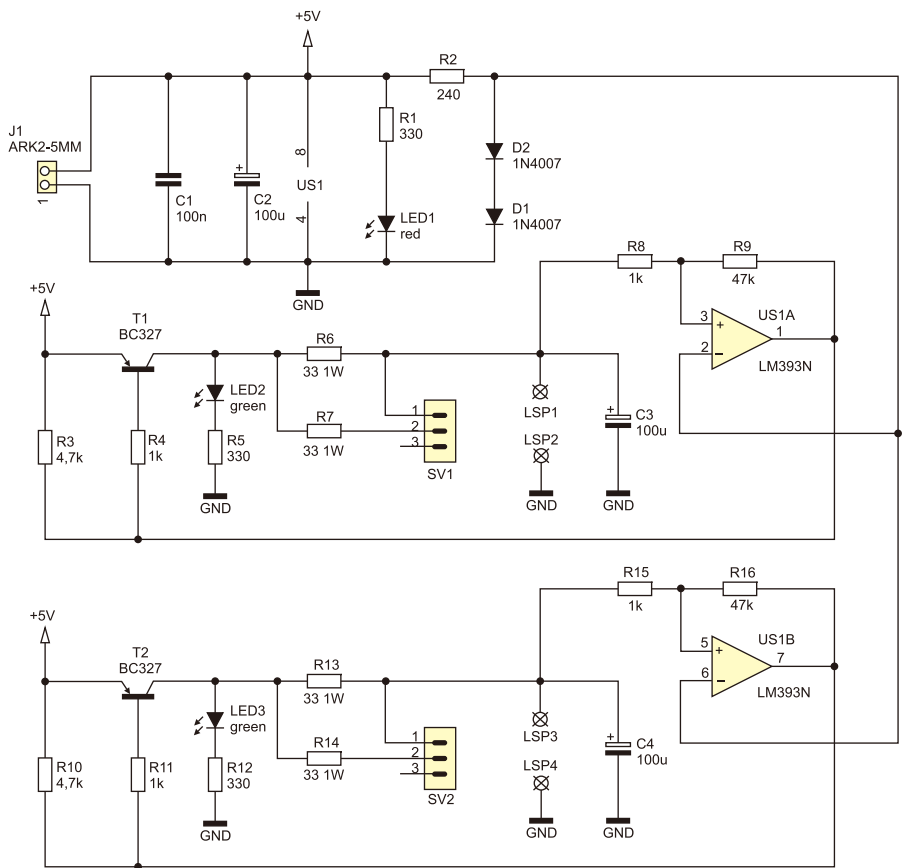 +5V
R2
240
J1
ARK2-5MM
1
C1
100n
+
C2
100u
8
US1
4
R1
330
LED1
red
D2
1N4007
D1
1N4007
GND
+5V
T1
BC327
R3
4,7k
R4
1k
LED2
green
R5
330
GND
R6
33 1W
R7
33 1W
1
2
3
SV1
LSP1
LSP2
GND
+
C3
100u
GND
R8
1k
R9
47k
3
+
2
−
1
US1A
LM393N
+5V
T2
BC327
R10
4,7k
R11
1k
LED3
green
R12
330
GND
R13
33 1W
R14
33 1W
1
2
3
SV2
LSP3
LSP4
GND
+
C4
100u
GND
R15
1k
R16
47k
5
+
6
−
7
US1B
LM393N